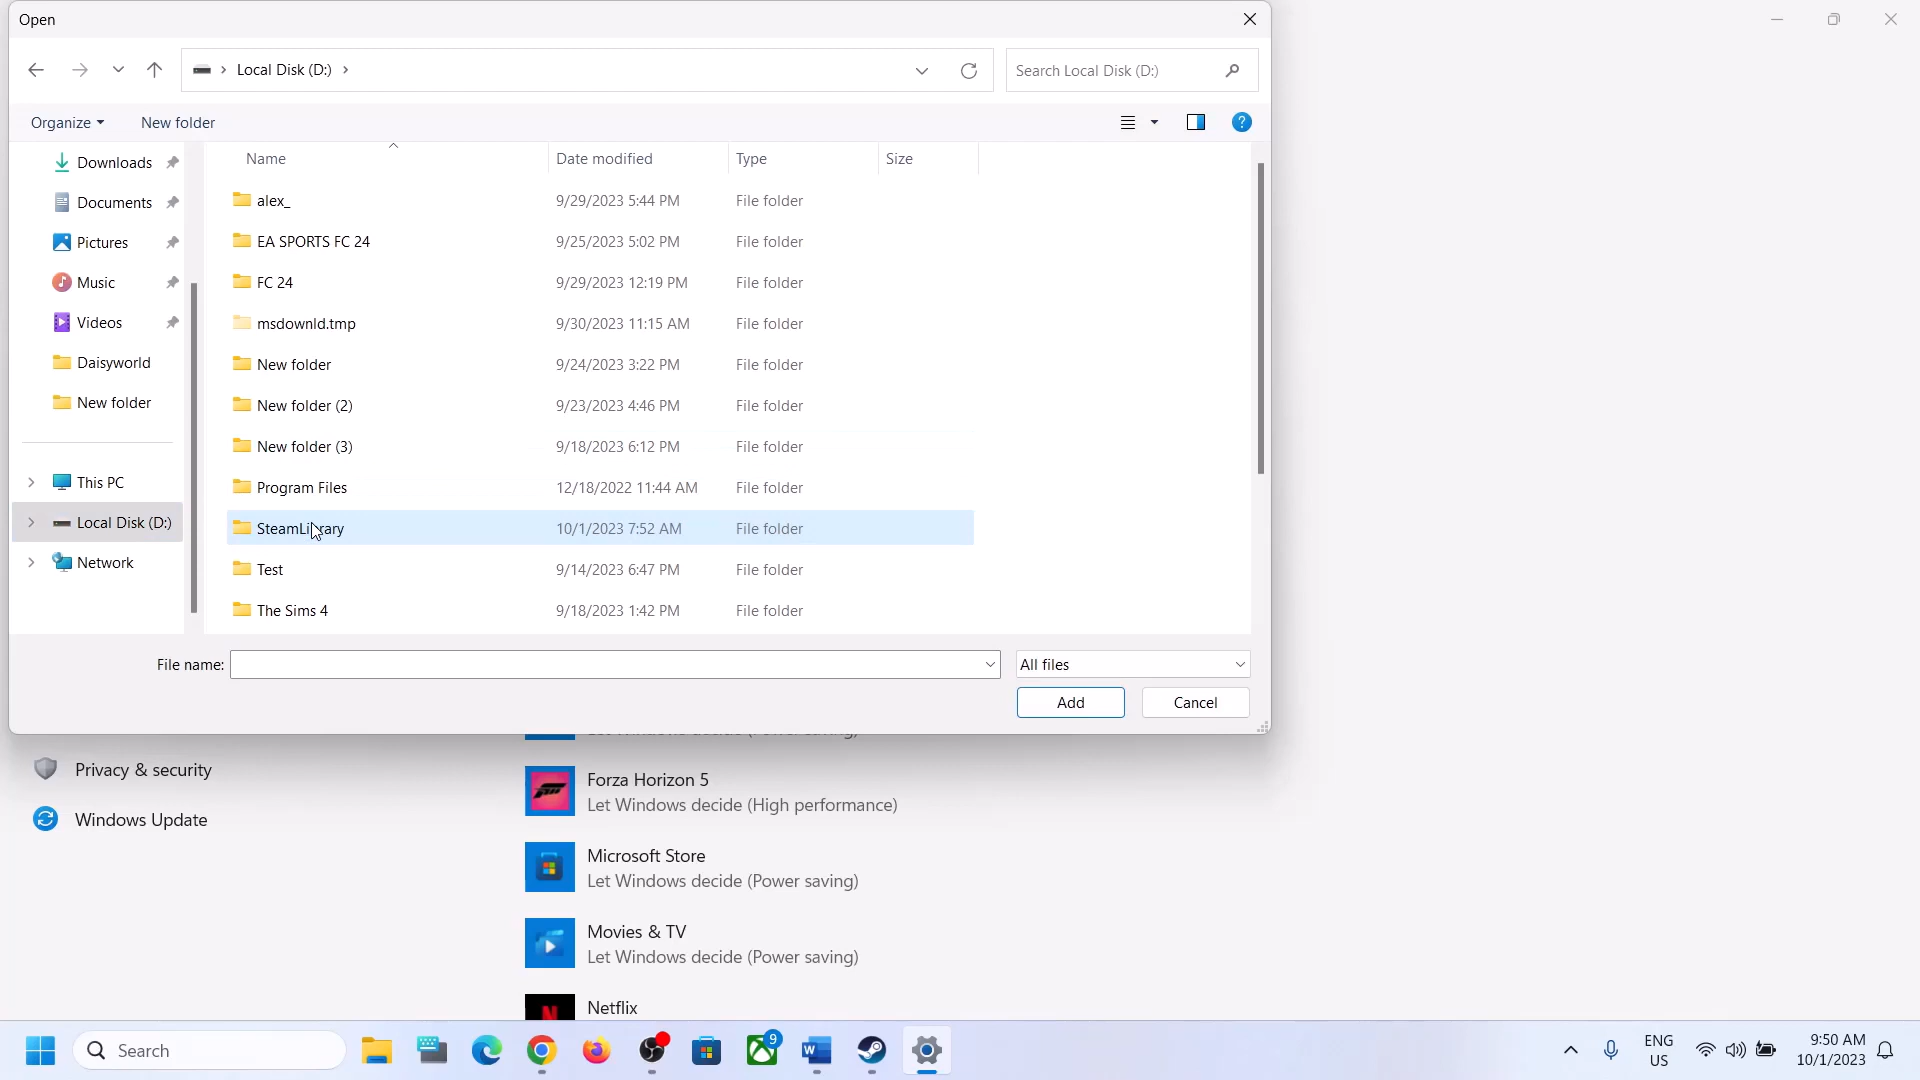 Open
Local Disk (D:)
Search Local Disk (D:)
Organize
New folder
Name
Date modified
Type
Size
Downloads
Documents
Pictures
Music
Videos
Daisyworld
New folder
This PC
Local Disk (D:)
Network
alex_ 9/29/2023 5:44 PM File folder
EA SPORTS FC 24 9/25/2023 5:02 PM File folder
FC 24 9/29/2023 12:19 PM File folder
msdownld.tmp 9/30/2023 11:15 AM File folder
New folder 9/24/2023 3:22 PM File folder
New folder (2) 9/23/2023 4:46 PM File folder
New folder (3) 9/18/2023 6:12 PM File folder
Program Files 12/18/2022 11:44 AM File folder
SteamLibrary 10/1/2023 7:52 AM File folder
Test 9/14/2023 6:47 PM File folder
The Sims 4 9/18/2023 1:42 PM File folder
File name:
All files
Add
Cancel
Privacy & security
Windows Update
Forza Horizon 5
Let Windows decide (High performance)
Microsoft Store
Let Windows decide (Power saving)
Movies & TV
Let Windows decide (Power saving)
Netflix
Search
9
ENG
US
9:50 AM
10/1/2023